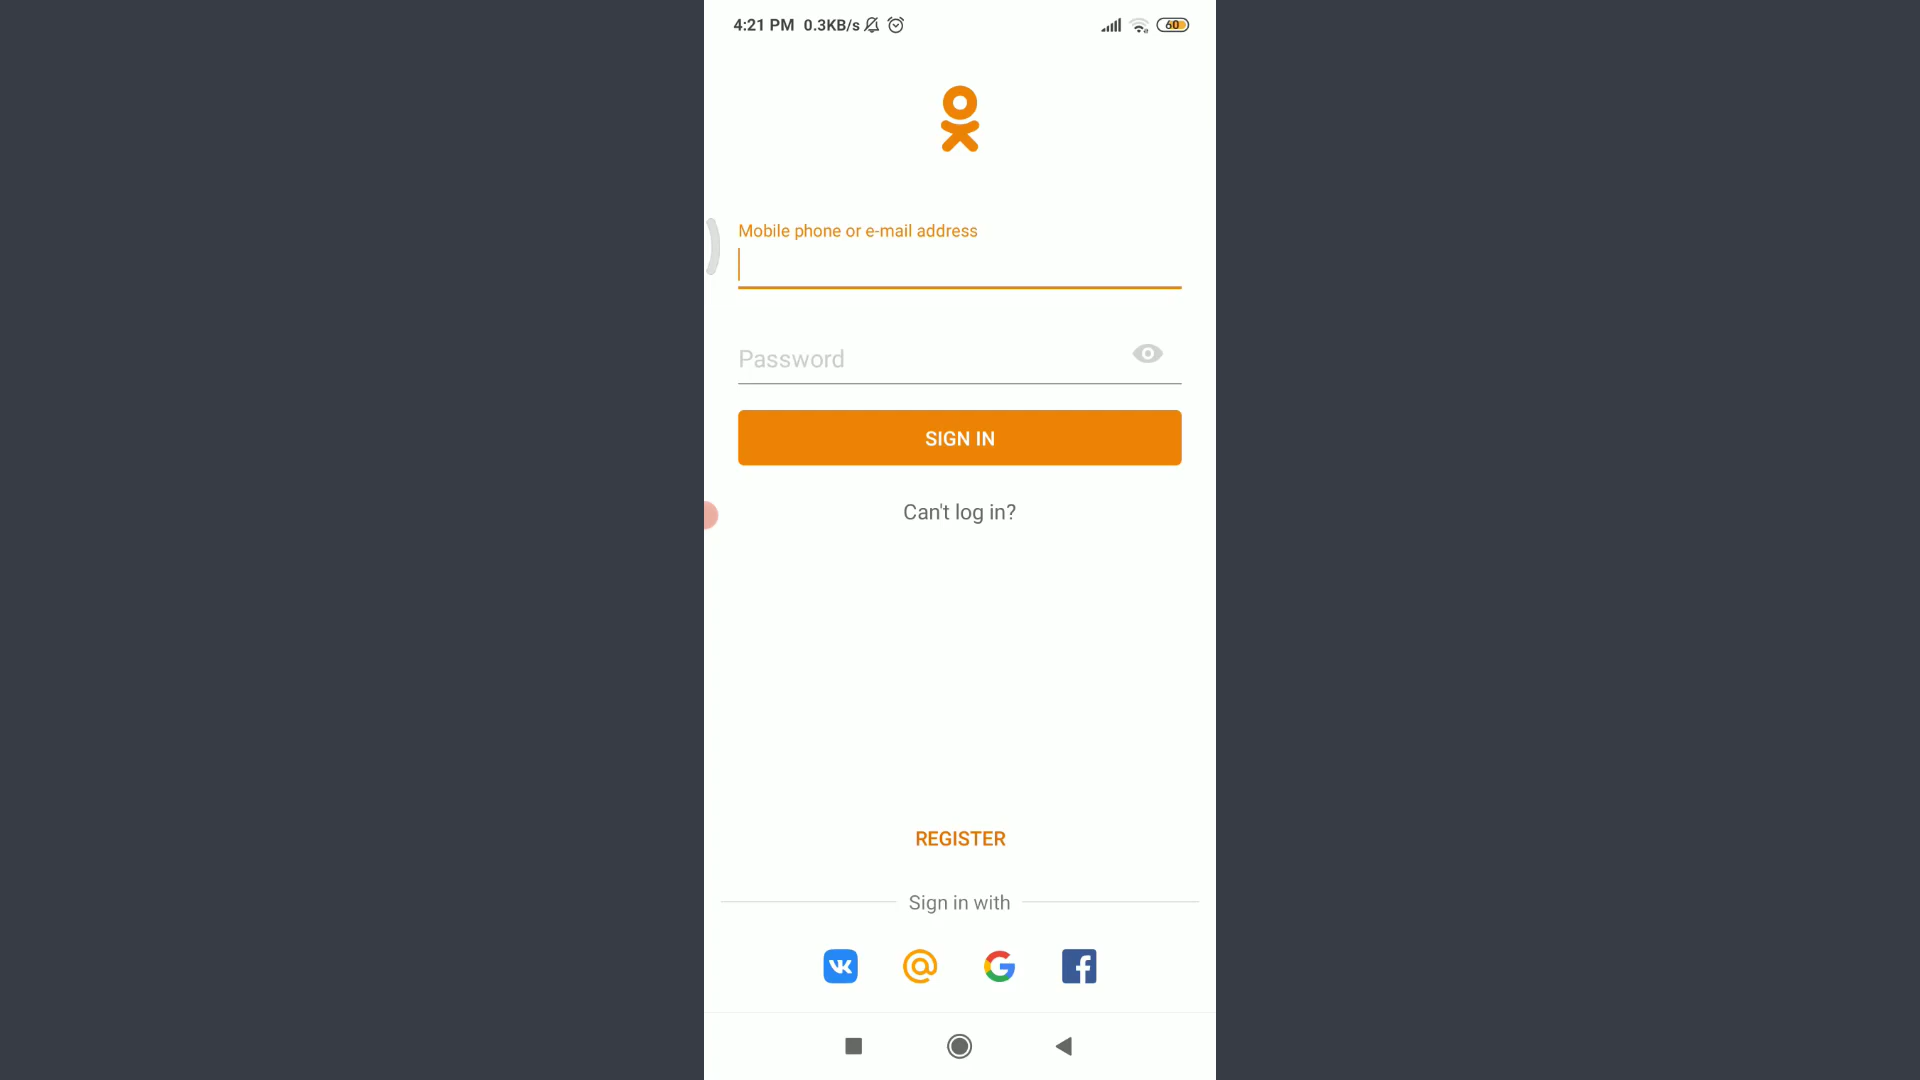 4:21 PM 0.3KB/s 60
Mobile phone or e-mail address
Password
SIGN IN
Can't log in?
REGISTER
Sign in with